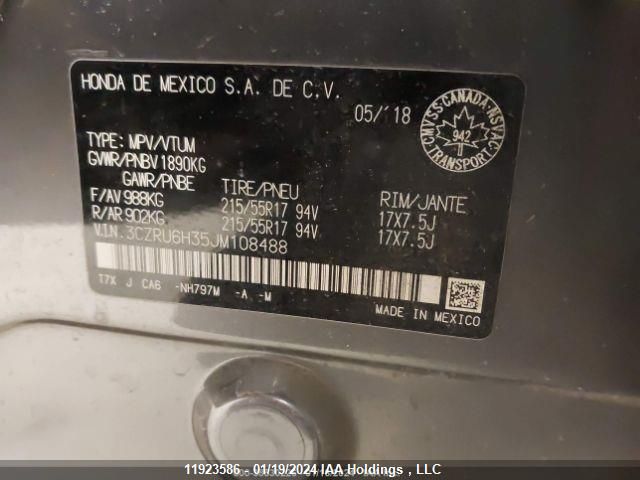 HONDA DE MEXICO S.A. DE C.V.
05/18
CMVSS·CANADA·NSVAC
942
TRANSPORT
TYPE: MPV/VTUM
GVWR/PNBV 1890KG
GAWR/PNBE TIRE/PNEU RIM/JANTE
F/AV 988KG 215/55R17 94V 17X7.5J
R/AR 902KG 215/55R17 94V 17X7.5J
V.I.N. 3CZRU6H35JM108488
T7X J CA6 -NH797M -A -M
MADE IN MEXICO
11923586 - 01/19/2024 IAA Holdings , LLC